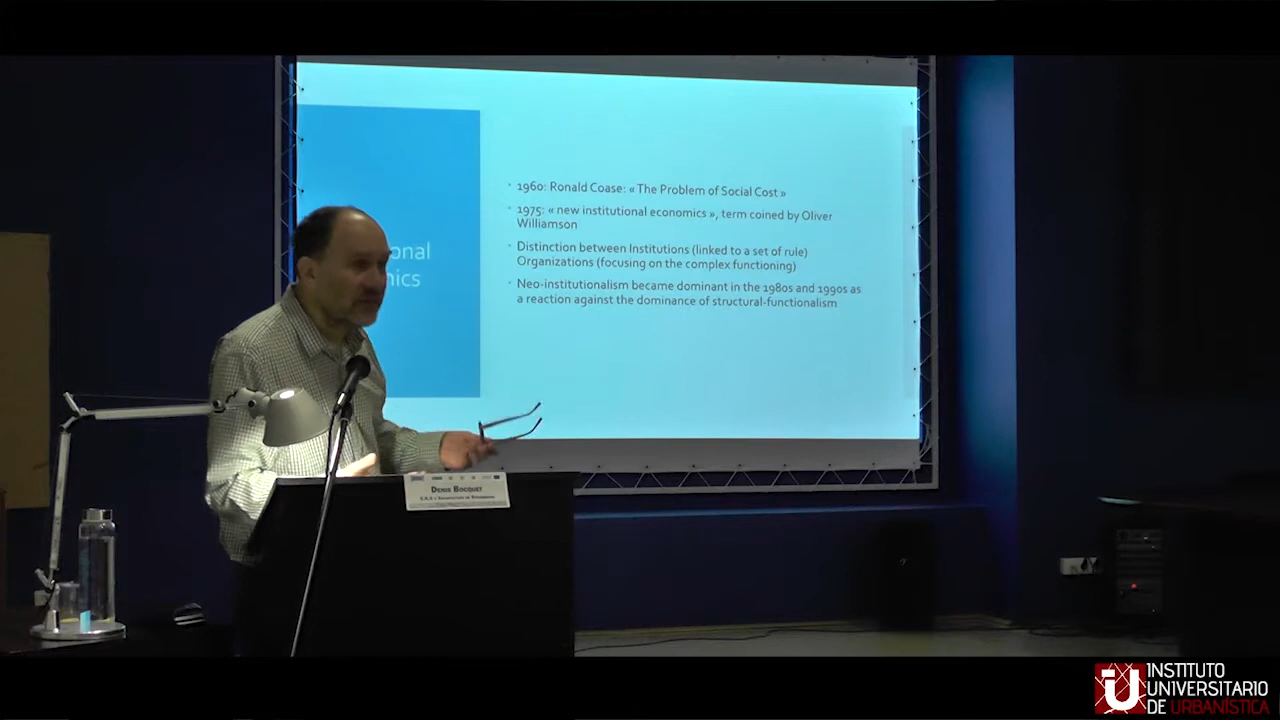 onal
nics
• 1960: Ronald Coase: « The Problem of Social Cost »
• 1975: « new institutional economics », term coined by Oliver
Williamson
• Distinction between Institutions (linked to a set of rule)
Organizations (focusing on the complex functioning)
• Neo-institutionalism became dominant in the 1980s and 1990s as
a reaction against the dominance of structural-functionalism
DENIS BOCQUET
INSTITUTO
UNIVERSITARIO
DE URBANÍSTICA